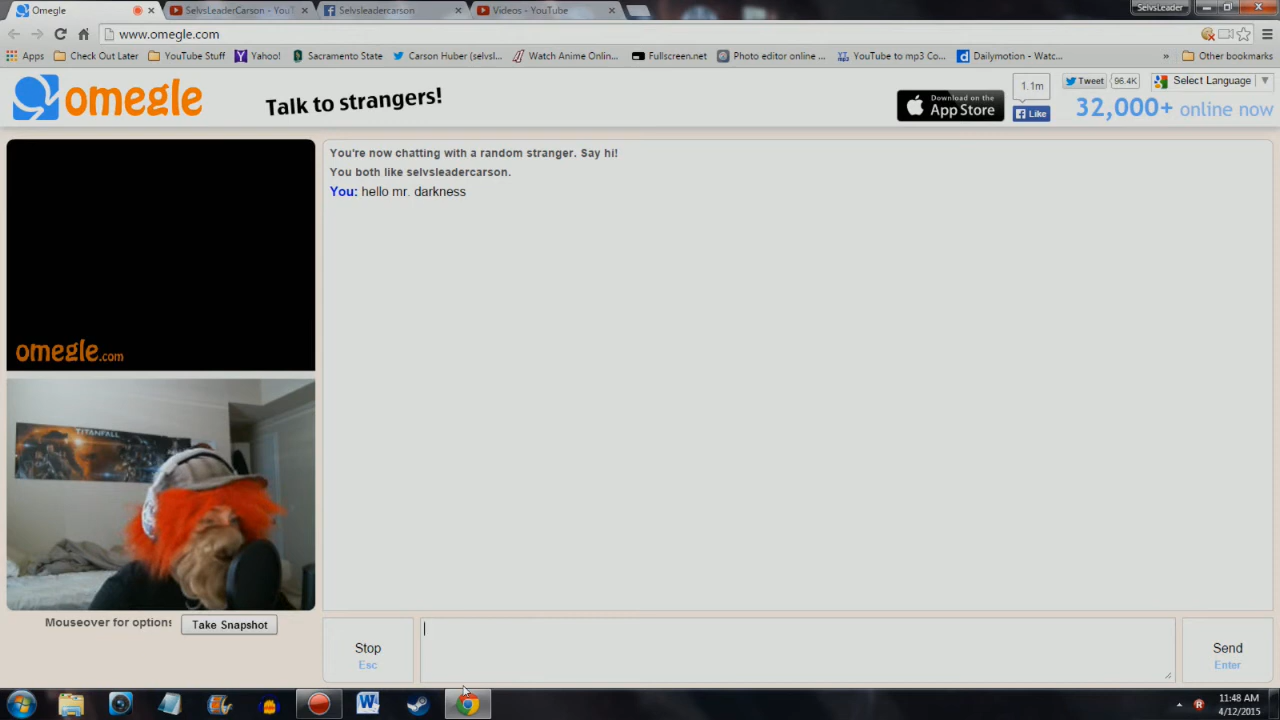 Omegle
SelvsLeaderCarson - YouT
Selvsleadercarson
Videos - YouTube
SelvsLeader
www.omegle.com
Apps Check Out Later YouTube Stuff Yahoo! Sacramento State Carson Huber (selvsl... Watch Anime Online... Fullscreen.net Photo editor online ... YouTube to mp3 Co... Dailymotion - Watc... » Other bookmarks
omegle
Talk to strangers!
Download on the
App Store
1.1m
Like
Tweet 96.4K
Select Language
32,000+ online now
You're now chatting with a random stranger. Say hi!
You both like selvsleadercarson.
You: hello mr. darkness
omegle.com
TITANFALL
Mouseover for options
Take Snapshot
Stop
Esc
Send
Enter
11:48 AM
4/12/2015